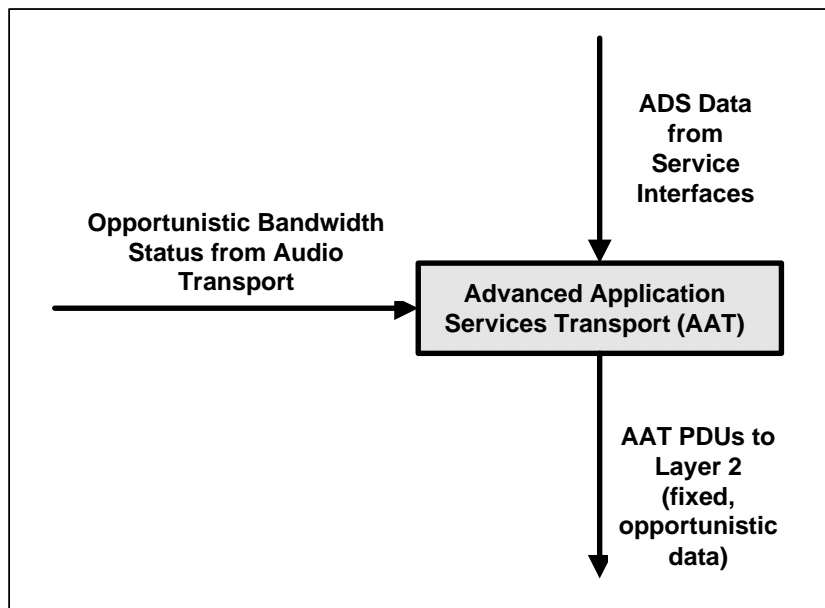 ADS Data
from
Service
Interfaces
Opportunistic Bandwidth
Status from Audio
Transport
Advanced Application
Services Transport (AAT)
AAT PDUs to
Layer 2
(fixed,
opportunistic
data)